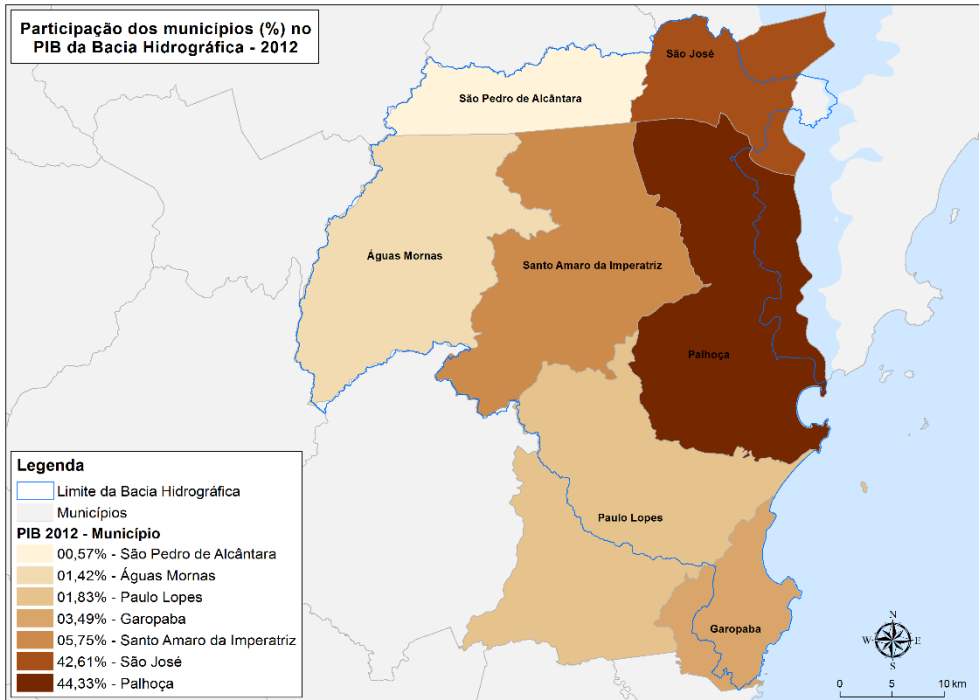 Participação dos municípios (%) no
PIB da Bacia Hidrográfica - 2012
São José
São Pedro de Alcântara
Águas Mornas
Santo Amaro da Imperatriz
Palhoça
Paulo Lopes
Garopaba
Legenda
Limite da Bacia Hidrográfica
Municípios
PIB 2012 - Município
00,57% - São Pedro de Alcântara
01,42% - Águas Mornas
01,83% - Paulo Lopes
03,49% - Garopaba
05,75% - Santo Amaro da Imperatriz
42,61% - São José
44,33% - Palhoça
N
W E
S
0 5 10 km